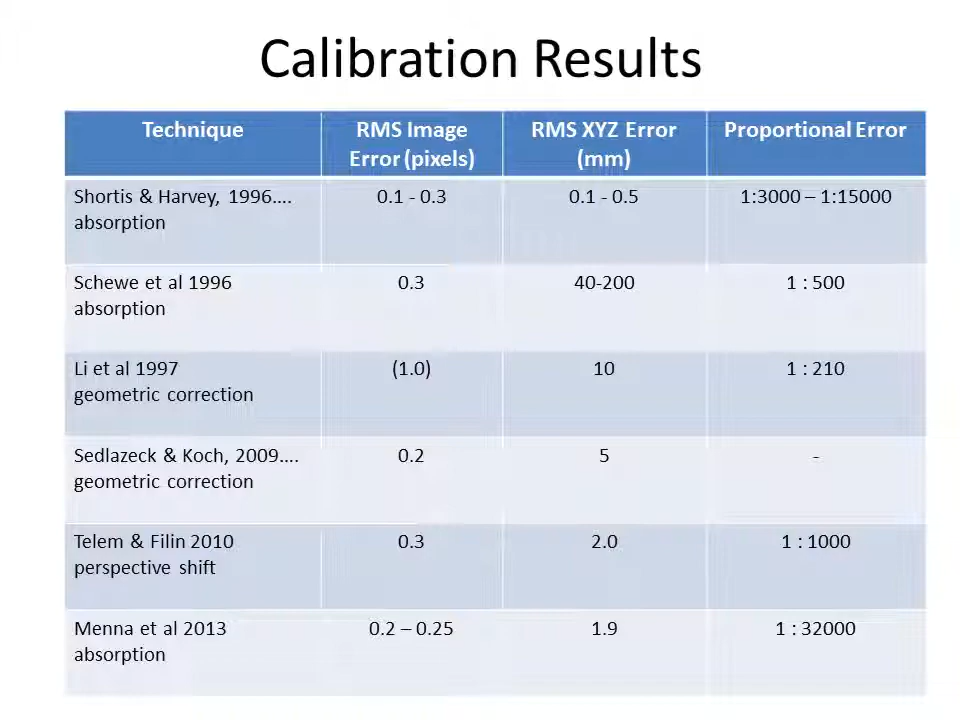 Calibration Results
Technique
RMS Image
Error (pixels)
RMS XYZ Error
(mm)
Proportional Error
Shortis & Harvey, 1996....
absorption
0.1 - 0.3
0.1 - 0.5
1:3000 – 1:15000
Schewe et al 1996
absorption
0.3
40-200
1 : 500
Li et al 1997
geometric correction
(1.0)
10
1 : 210
Sedlazeck & Koch, 2009....
geometric correction
0.2
5
-
Telem & Filin 2010
perspective shift
0.3
2.0
1 : 1000
Menna et al 2013
absorption
0.2 – 0.25
1.9
1 : 32000